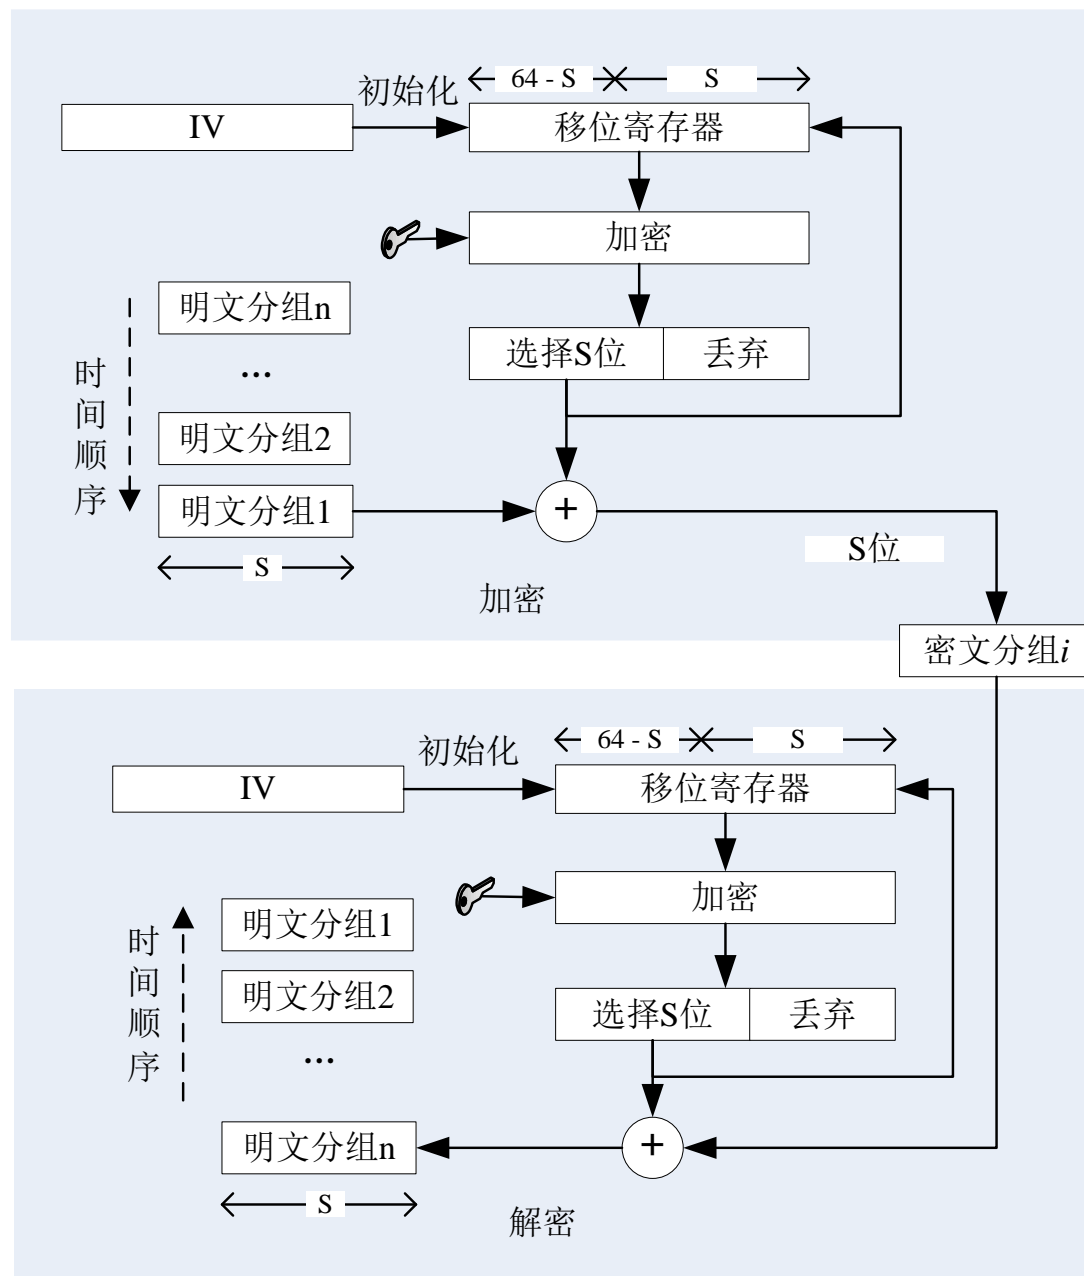 64 - S
S
初始化
IV
移位寄存器
加密
明文分组n
选择S位
丢弃
...
时间顺序
明文分组2
明文分组1
+
S位
S
加密
密文分组i
64 - S
S
初始化
IV
移位寄存器
加密
明文分组1
时间顺序
明文分组2
选择S位
丢弃
...
明文分组n
+
S
解密